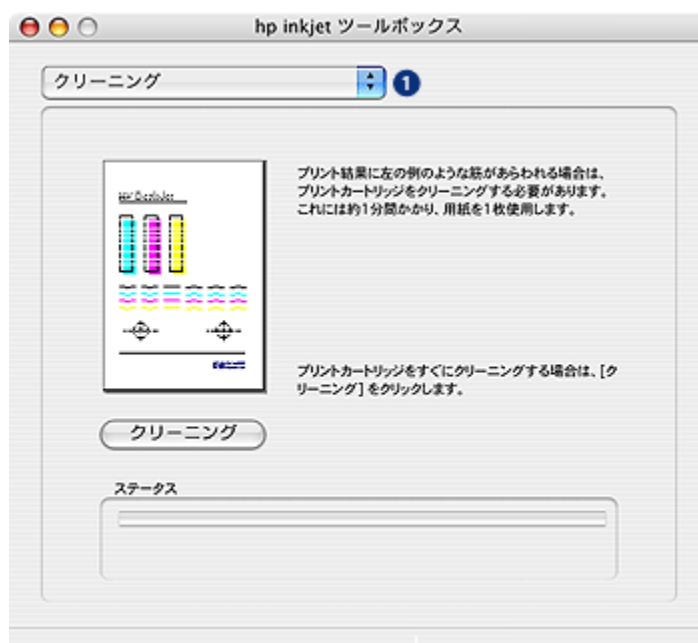 hp inkjet ツールボックス
クリーニング
1
プリント結果に左の例のような筋があらわれる場合は、
プリントカートリッジをクリーニングする必要があります。
これには約1分間かかり、用紙を1枚使用します。
プリントカートリッジをすぐにクリーニングする場合は、[ク
リーニング] をクリックします。
クリーニング
ステータス